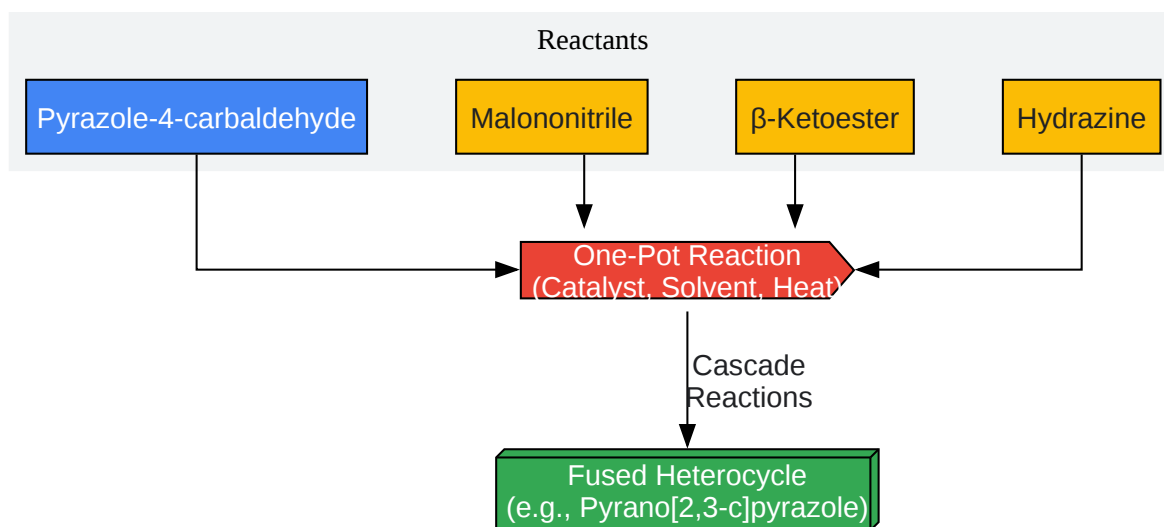 Reactants
Pyrazole-4-carbaldehyde
Malononitrile
β-Ketoester
Hydrazine
One-Pot Reaction
(Catalyst, Solvent, Heat)
Cascade
Reactions
Fused Heterocycle
(e.g., Pyrano[2,3-c]pyrazole)